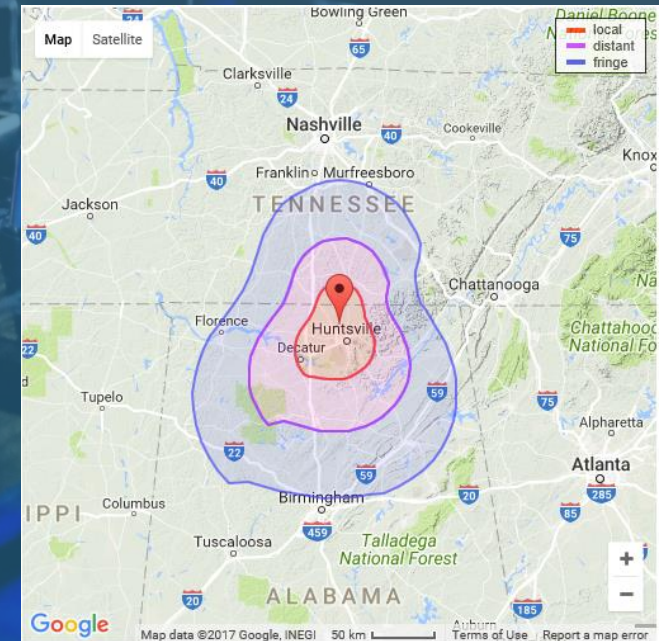 Bowling Green
Daniel Boone
Map Satellite
local
distant
fringe
24
65
Clarksville
24
Nashville
40
Cookeville
Knox
40
Franklin Murfreesboro
Jackson
TENNESSEE
40
75
Chattanooga
Florence
Huntsville
Chattahooc
National Fo
22
Decatur
d
59
75
Tupelo
Alpharetta
22
Atlanta
59
20
285
Birmingham
IPPI
Columbus
85
459
Talladega
National Forest
Tuscaloosa
20
ALABAMA
185
Auburn
+
−
Google
Map data ©2017 Google, INEGI 50 km Terms of Use Report a map error